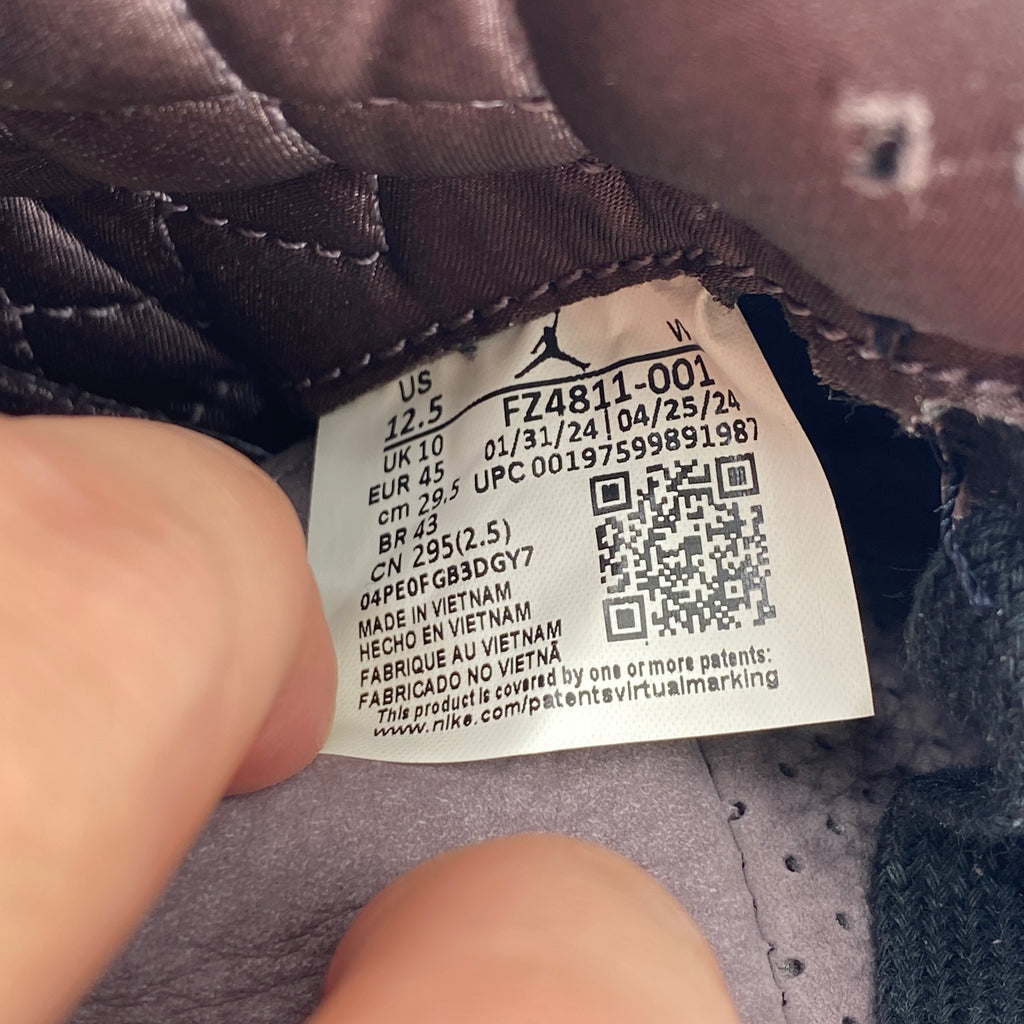 W
US
12.5
UK 10
EUR 45
cm 29.5
BR 43
CN 295(2.5)
FZ4811-001
01/31/24|04/25/24
UPC 00197599891987
04PE0FGB3DGY7
MADE IN VIETNAM
HECHO EN VIETNAM
FABRIQUE AU VIETNAM
FABRICADO NO VIETNÃ
This product is covered by one or more patents:
www.nike.com/patentsvirtualmarking